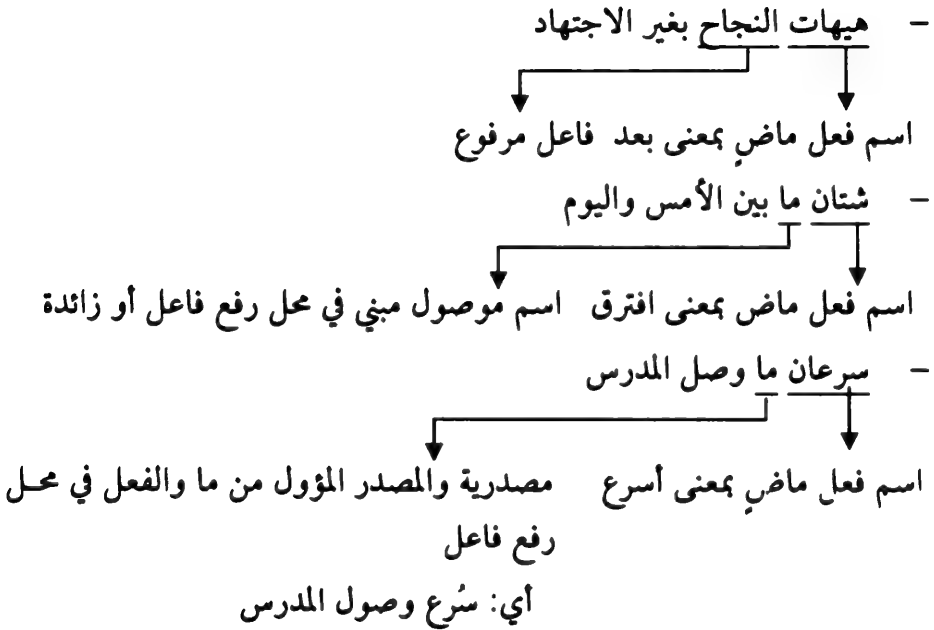 - هيهات النجاح بغير الاجتهاد
اسم فعل ماضٍ بمعنى بعد فاعل مرفوع
- شتان ما بين الأمس واليوم
اسم فعل ماض بمعنى افترق اسم موصول مبني في محل رفع فاعل أو زائدة
- سرعان ما وصل المدرس
اسم فعل ماضٍ بمعنى أسرع مصدرية والمصدر المؤول من ما والفعل في محل
رفع فاعل
أي: سُرع وصول المدرس